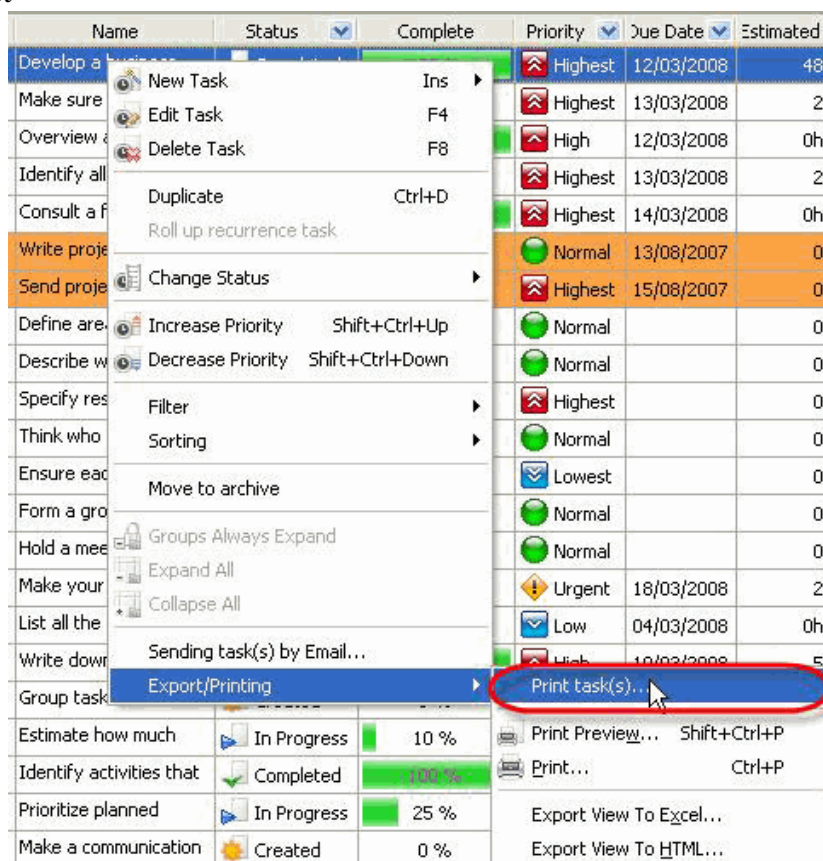 Name Status Complete Priority Due Date Estimated
Develop a 12/03/2008 Highest 48
New Task Ins
Make sure Highest 13/03/2008 2
Edit Task F4
Overview High 12/03/2008 0h
Delete Task F8
Identify all Highest 13/03/2008 2
Duplicate Ctrl+D
Consult a f Highest 14/03/2008 0h
Roll up recurrence task
Write proje Normal 13/08/2007 0
Change Status
Send proje Highest 15/08/2007 0
Define are Normal 0
Increase Priority Shift+Ctrl+Up
Describe w Normal 0
Decrease Priority Shift+Ctrl+Down
Specify res Highest 0
Filter
Think who Normal 0
Sorting
Ensure eac Lowest 0
Move to archive
Form a gro Normal 0
Groups Always Expand
Hold a mee Normal 0
Expand All
Make your Urgent 18/03/2008 2
Collapse All
List all the Low 04/03/2008 0h
Sending task(s) by Email...
Write down High 10/03/2008 5
Export/Printing Print task(s)...
Group task Created 0 %
Estimate how much In Progress 10 % Print Preview... Shift+Ctrl+P
Identify activities that Completed 100 % Print... Ctrl+P
Prioritize planned In Progress 25 % Export View To Excel...
Make a communication Created 0 % Export View To HTML...